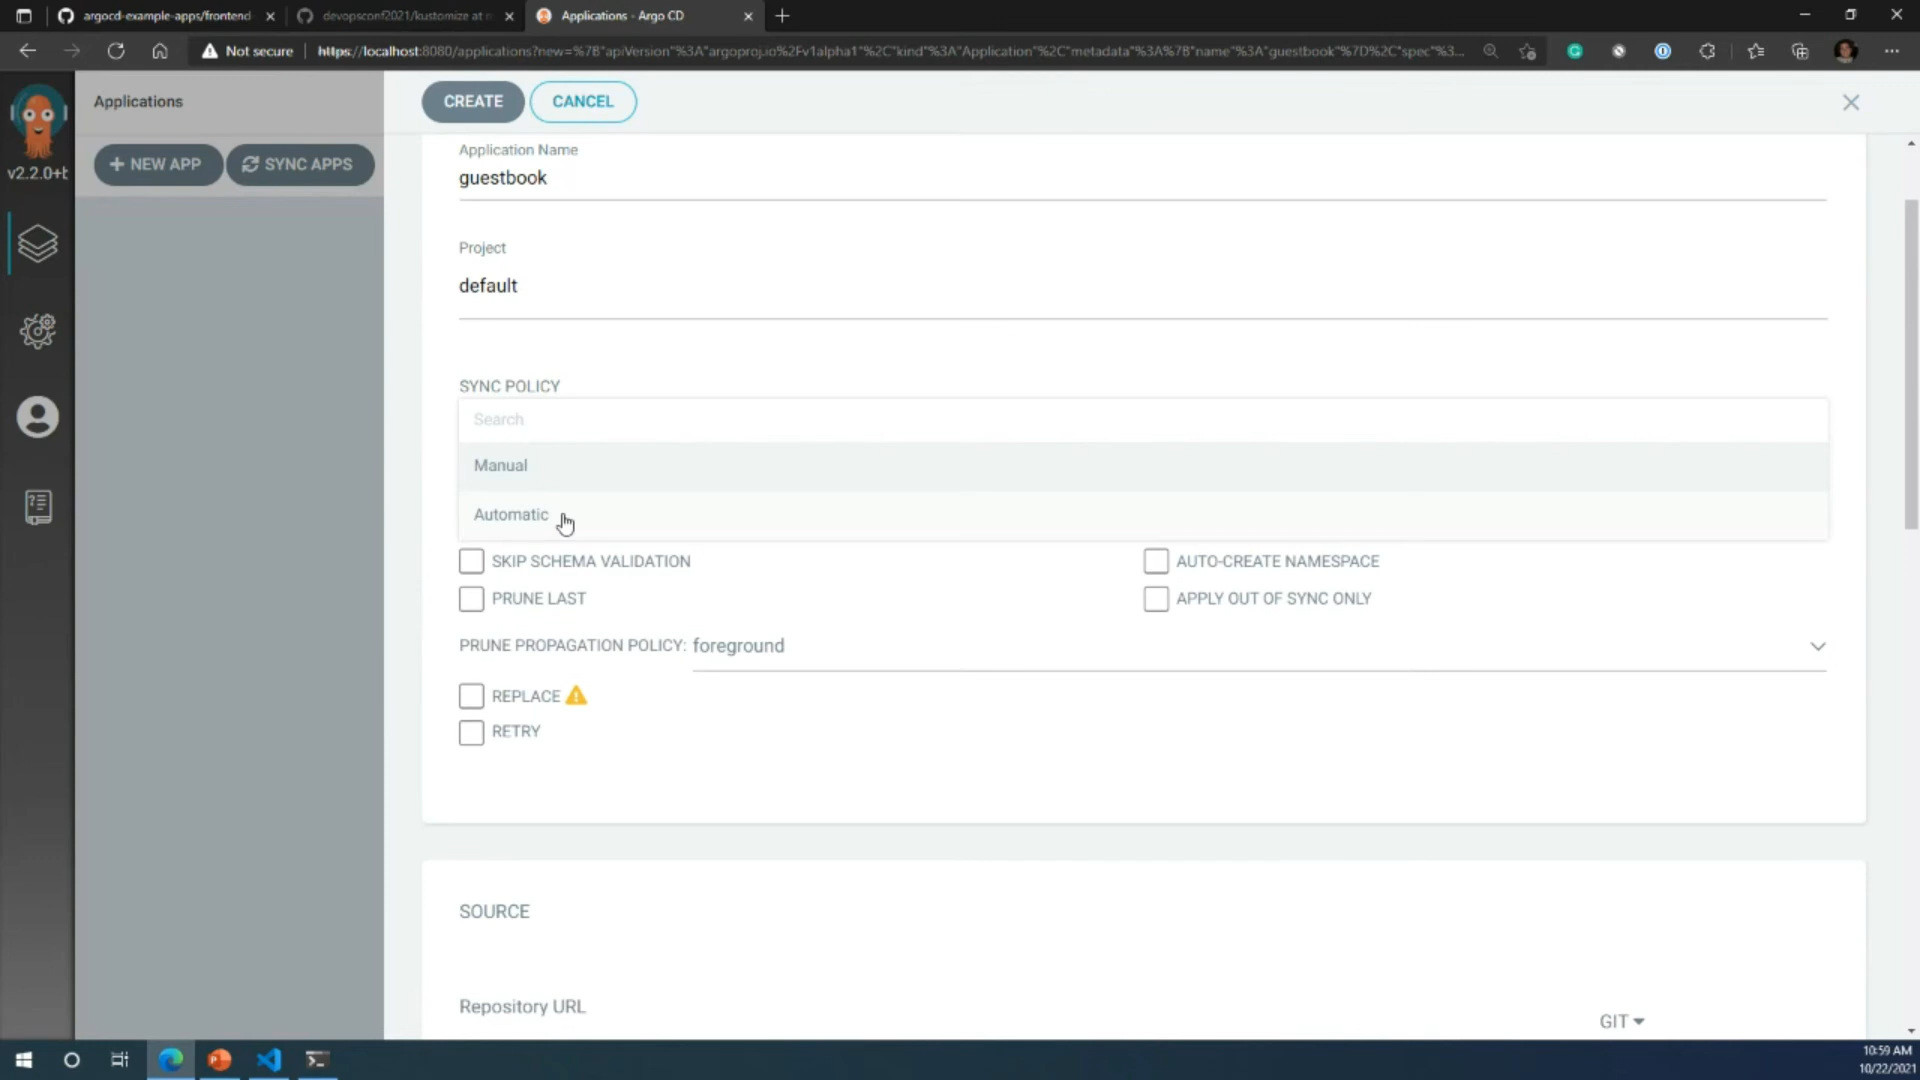 argocd-example-apps/frontend
devopsconf2021/kustomize at
Applications - Argo CD
Not secure
https://localhost:8080/applications?new=%7B"apiVersion"%3A"argoproj.io%2Fv1alpha1"%2C"kind"%3A"Application"%2C"metadata"%3A%7B"name"%3A"guestbook"%7D%2C"spec"%3...
v2.2.0+b
Applications
NEW APP
SYNC APPS
CREATE
CANCEL
Application Name
guestbook
Project
default
SYNC POLICY
Search
Manual
Automatic
SKIP SCHEMA VALIDATION
AUTO-CREATE NAMESPACE
PRUNE LAST
APPLY OUT OF SYNC ONLY
PRUNE PROPAGATION POLICY: foreground
REPLACE
RETRY
SOURCE
Repository URL
GIT
10:59 AM
10/22/2021